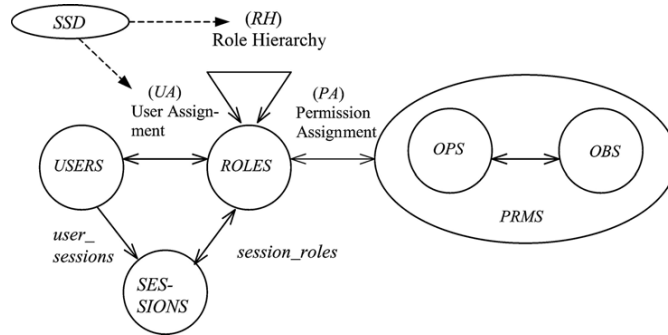 SSD
(RH)
Role Hierarchy
(UA)
User Assign-
ment
(PA)
Permission
Assignment
USERS
ROLES
OPS
OBS
PRMS
user_
sessions
session_roles
SES-
SIONS